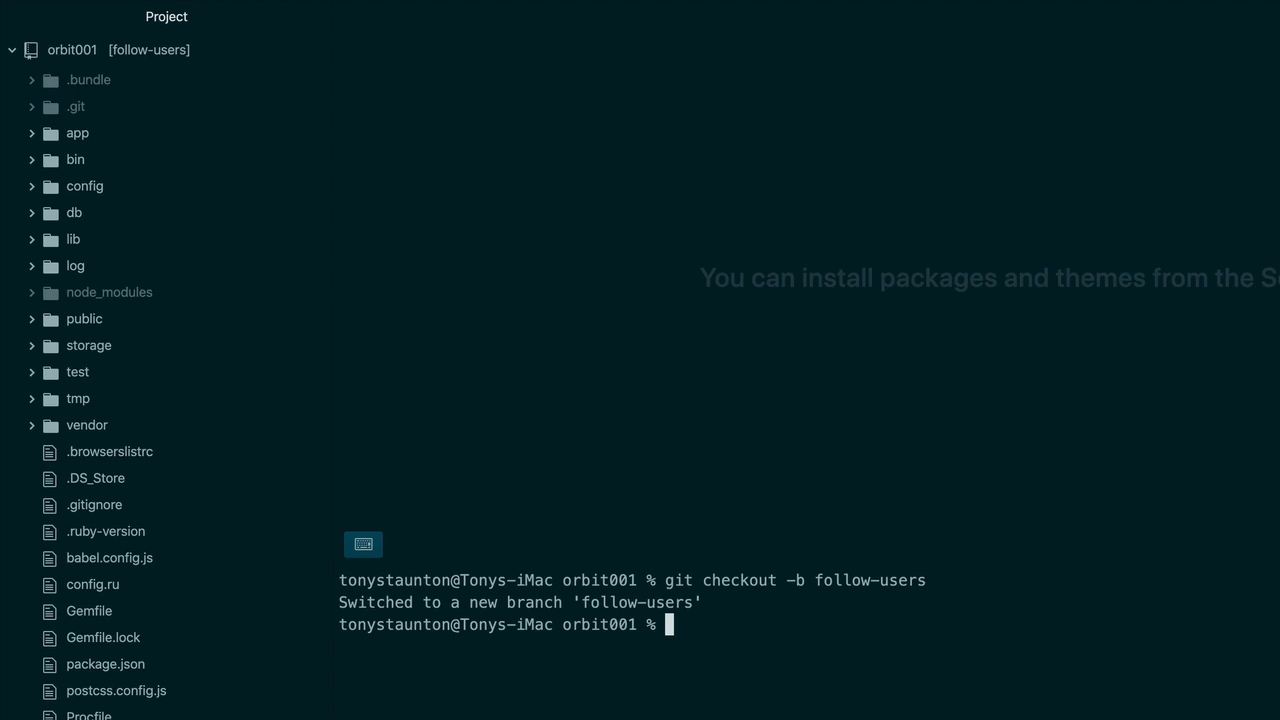 Project
orbit001 [follow-users]
.bundle
.git
app
bin
config
db
lib
log
node_modules
public
storage
test
tmp
vendor
.browserslistrc
.DS_Store
.gitignore
.ruby-version
babel.config.js
config.ru
Gemfile
Gemfile.lock
package.json
postcss.config.js
Procfile
You can install packages and themes from the
tonystaunton@Tonys-iMac orbit001 % git checkout -b follow-users
Switched to a new branch 'follow-users'
tonystaunton@Tonys-iMac orbit001 %